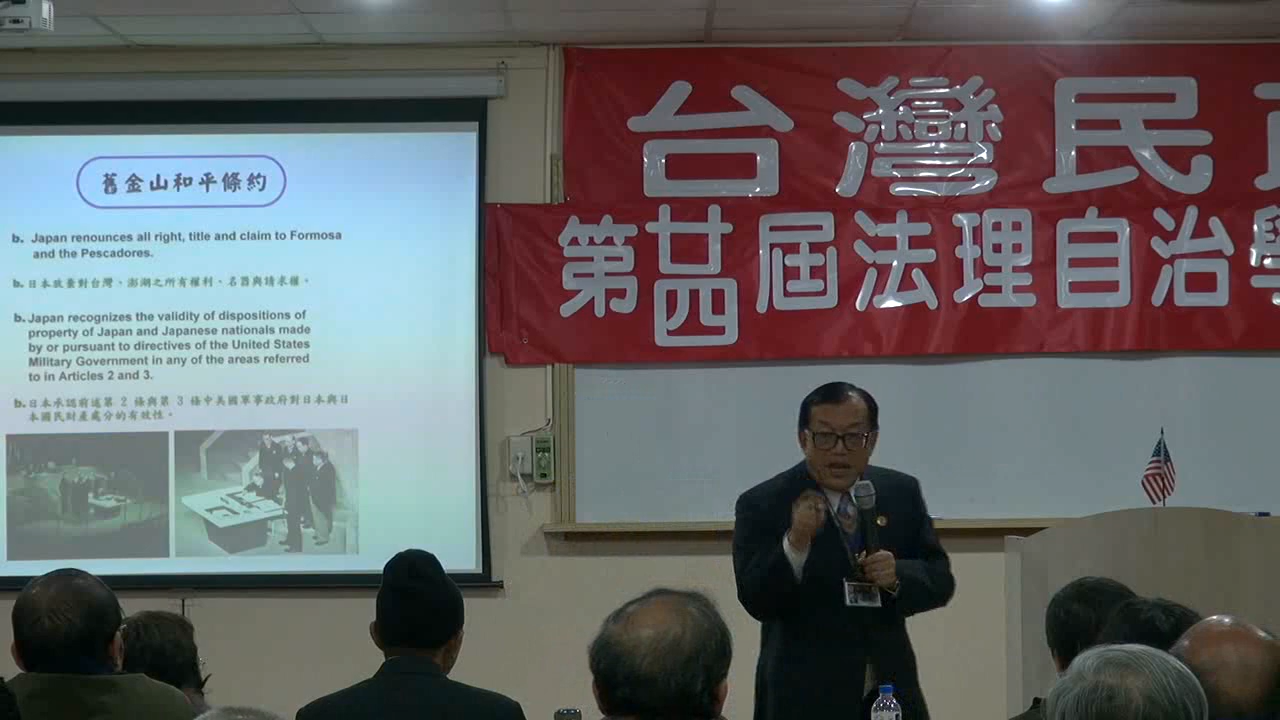 舊金山和平條約
b. Japan renounces all right, title and claim to Formosa
and the Pescadores.
b. 日本放棄對台灣、澎湖之所有權利、名器與請求權。
b. Japan recognizes the validity of dispositions of
property of Japan and Japanese nationals made
by or pursuant to directives of the United States
Military Government in any of the areas referred
to in Articles 2 and 3.
b. 日本承認前述第 2 條與第 3 條中美國軍事政府對日本與日
本國民財產處分的有效性。
台灣民
第廿四屆法理自治學